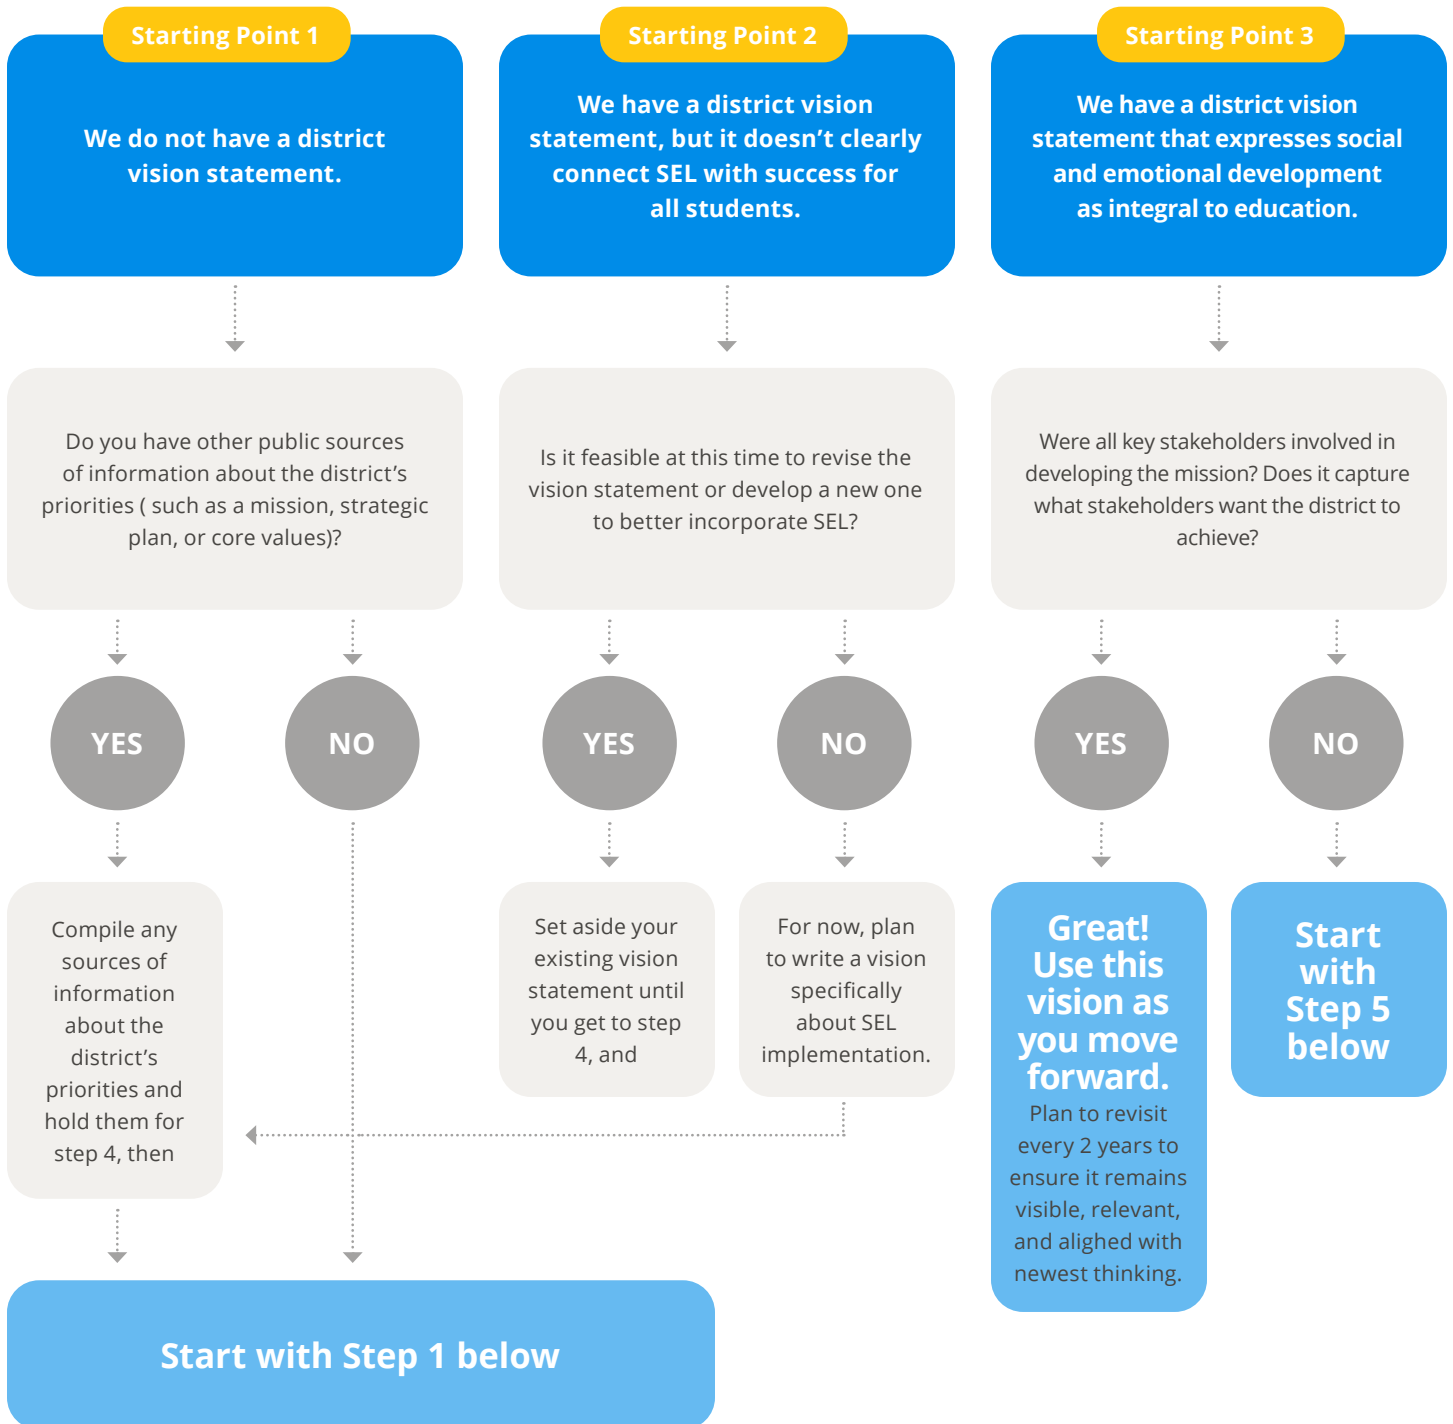 Starting Point 1
We do not have a district
vision statement.
Starting Point 2
We have a district vision
statement, but it doesn’t clearly
connect SEL with success for
all students.
Starting Point 3
We have a district vision
statement that expresses social
and emotional development
as integral to education.
Do you have other public sources
of information about the district’s
priorities ( such as a mission, strategic
plan, or core values)?
Is it feasible at this time to revise the
vision statement or develop a new one
to better incorporate SEL?
Were all key stakeholders involved in
developing the mission? Does it capture
what stakeholders want the district to
achieve?
YES
NO
YES
NO
YES
NO
Compile any
sources of
information
about the
district’s
priorities and
hold them for
step 4, then
Set aside your
existing vision
statement until
you get to step
4, and
For now, plan
to write a vision
specifically
about SEL
implementation.
Great!
Use this
vision as
you move
forward.
Plan to revisit
every 2 years to
ensure it remains
visible, relevant,
and alighed with
newest thinking.
Start
with
Step 5
below
Start with Step 1 below